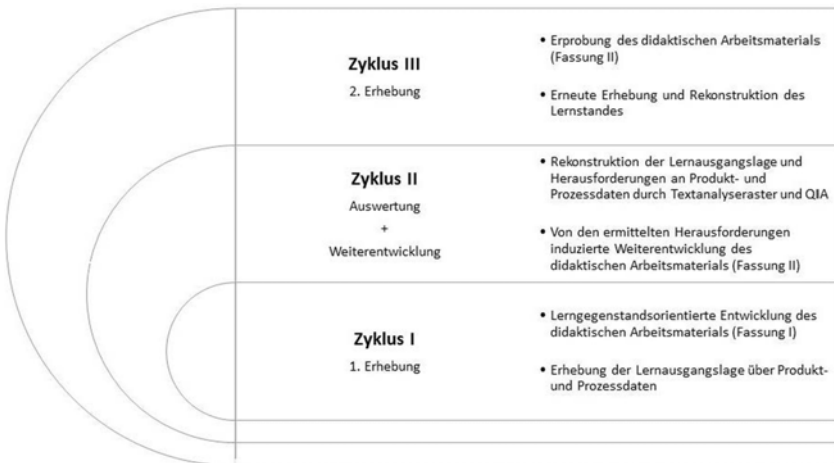 Zyklus III
2. Erhebung
• Erprobung des didaktischen Arbeitsmaterials
(Fassung II)
• Erneute Erhebung und Rekonstruktion des
Lernstandes
Zyklus II
Auswertung
+
Weiterentwicklung
• Rekonstruktion der Lernausgangslage und
Herausforderungen an Produkt- und
Prozessdaten durch Textanalyseraster und QIA
• Von den ermittelten Herausforderungen
induzierte Weiterentwicklung des
didaktischen Arbeitsmaterials (Fassung II)
Zyklus I
1. Erhebung
• Lerngegenstandsorientierte Entwicklung des
didaktischen Arbeitsmaterials (Fassung I)
• Erhebung der Lernausgangslage über Produkt-
und Prozessdaten